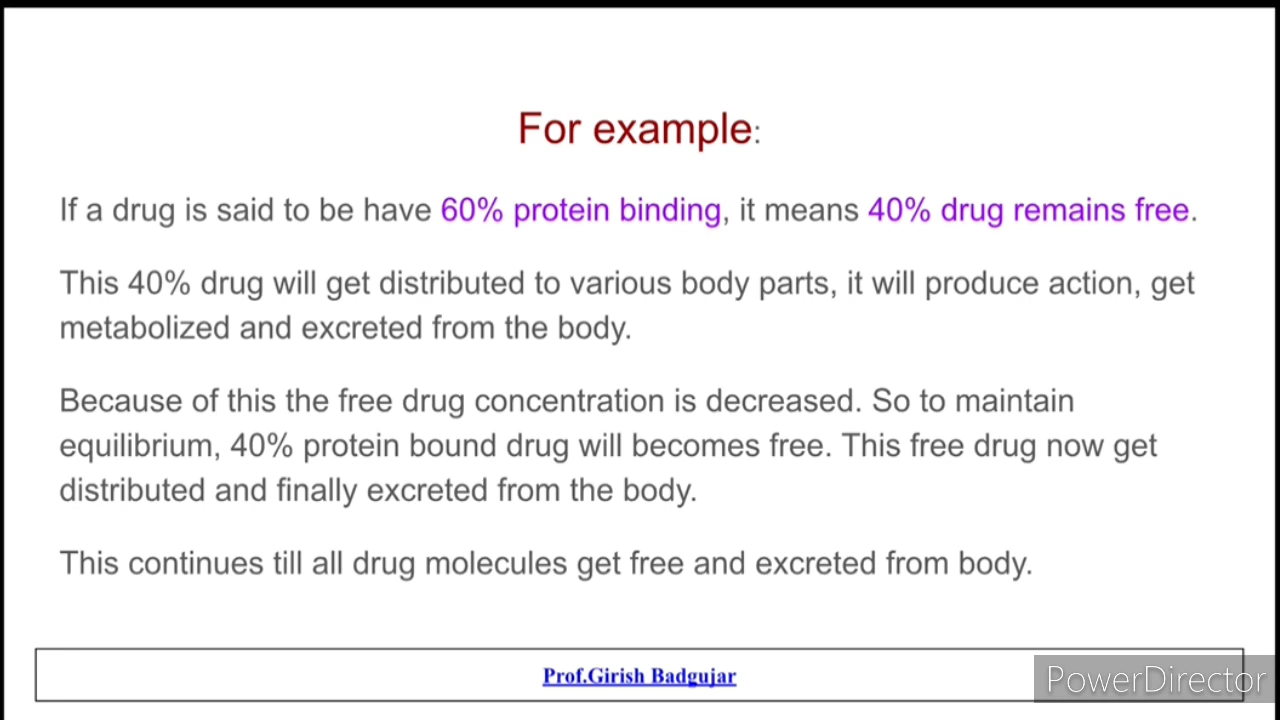 For example:
If a drug is said to be have 60% protein binding, it means 40% drug remains free.
This 40% drug will get distributed to various body parts, it will produce action, get
metabolized and excreted from the body.
Because of this the free drug concentration is decreased. So to maintain
equilibrium, 40% protein bound drug will becomes free. This free drug now get
distributed and finally excreted from the body.
This continues till all drug molecules get free and excreted from body.
Prof.Girish Badgujar
PowerDirector